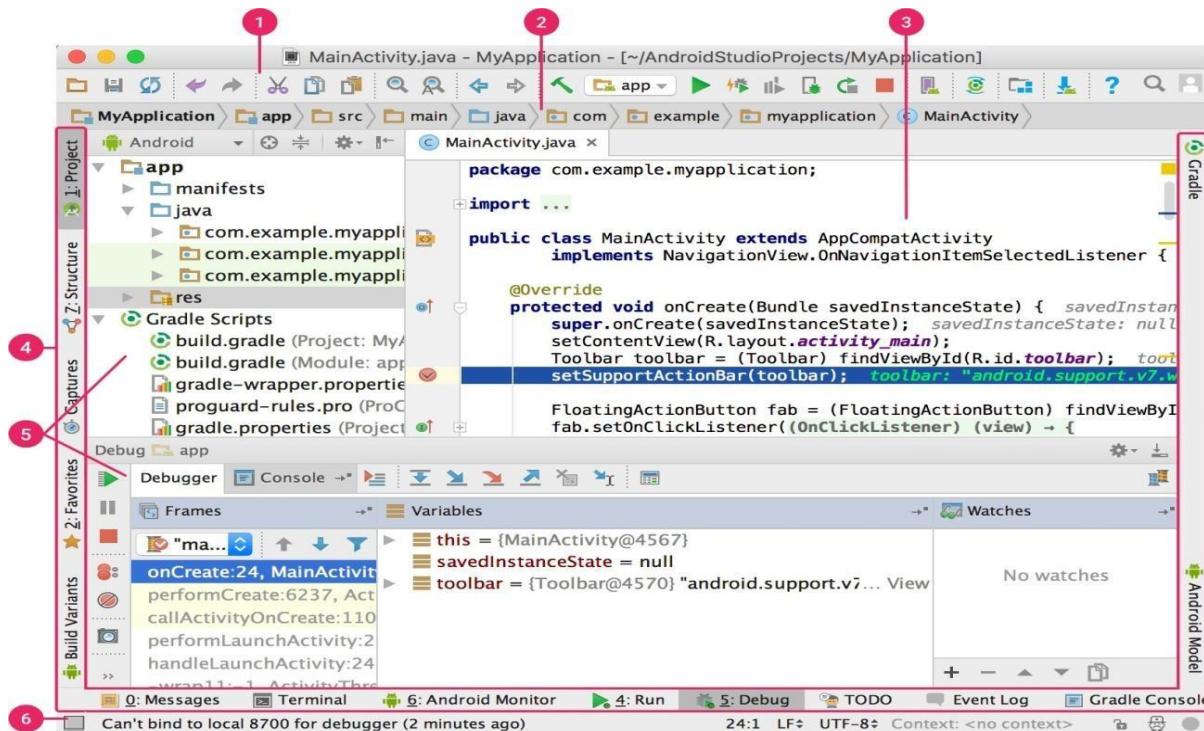 1
2
3
MainActivity.java - MyApplication - [~/AndroidStudioProjects/MyApplication]
app
?
MyApplication
app
src
main
java
com
example
myapplication
MainActivity
1: Project
Z: Structure
Captures
2: Favorites
Build Variants
4
5
6
Android
app
manifests
java
com.example.myappli
com.example.myappli
com.example.myappli
res
Gradle Scripts
build.gradle (Project: MyA
build.gradle (Module: app
gradle-wrapper.propertie
proguard-rules.pro (ProC
gradle.properties (Project
MainActivity.java ×
package com.example.myapplication;
import ...
public class MainActivity extends AppCompatActivity
implements NavigationView.OnNavigationItemSelectedListener {
@Override
protected void onCreate(Bundle savedInstanceState) { savedInstan
super.onCreate(savedInstanceState); savedInstanceState: null
setContentView(R.layout.activity_main);
Toolbar toolbar = (Toolbar) findViewById(R.id.toolbar); tool
setSupportActionBar(toolbar); toolbar: "android.support.v7.w
FloatingActionButton fab = (FloatingActionButton) findViewByI
fab.setOnClickListener((OnClickListener) (view) → {
Gradle
Android Model
Debug app
Debugger
Console
Frames
Variables
Watches
"ma...
onCreate:24, MainActivit
performCreate:6237, Act
callActivityOnCreate:110
performLaunchActivity:2
handleLaunchActivity:24
-wrap11:-1, ActivityThre
this = {MainActivity@4567}
savedInstanceState = null
toolbar = {Toolbar@4570} "android.support.v7... View
No watches
0: Messages
Terminal
6: Android Monitor
4: Run
5: Debug
TODO
Event Log
Gradle Consol
Can't bind to local 8700 for debugger (2 minutes ago)
24:1 LF÷ UTF-8÷ Context: <no context>